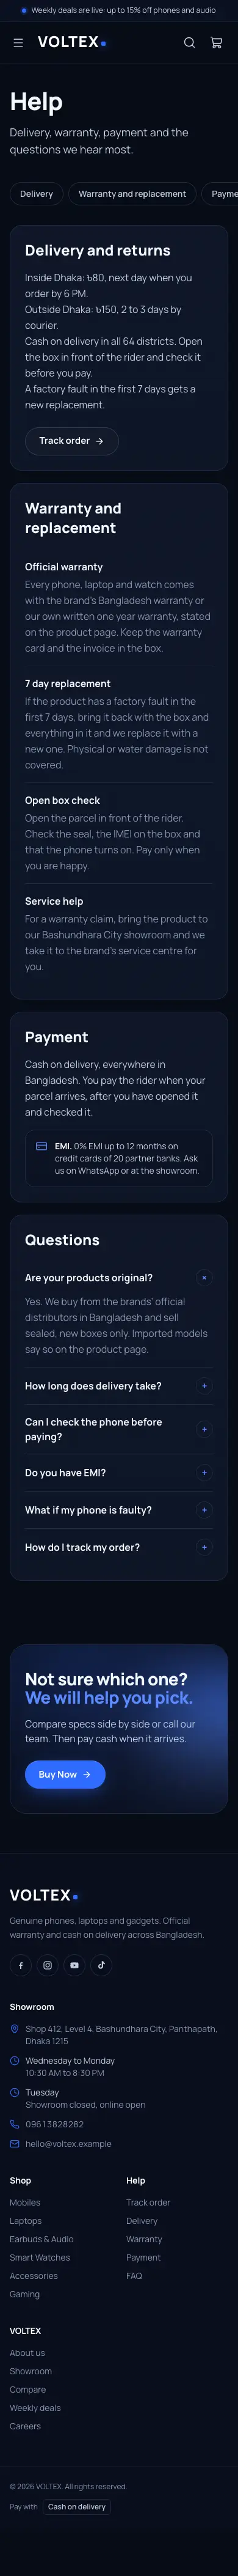 Weekly deals are live: up to 15% off phones and audio
VOLTEX
Help
Delivery, warranty, payment and the
questions we hear most.
Delivery
Warranty and replacement
Payme
Delivery and returns
Inside Dhaka: ৳80, next day when you
order by 6 PM.
Outside Dhaka: ৳150, 2 to 3 days by
courier.
Cash on delivery in all 64 districts. Open
the box in front of the rider and check it
before you pay.
A factory fault in the first 7 days gets a
new replacement.
Track order →
Warranty and
replacement
Official warranty
Every phone, laptop and watch comes
with the brand's Bangladesh warranty or
our own written one year warranty, stated
on the product page. Keep the warranty
card and the invoice in the box.
7 day replacement
If the product has a factory fault in the
first 7 days, bring it back with the box and
everything in it and we replace it with a
new one. Physical or water damage is not
covered.
Open box check
Open the parcel in front of the rider.
Check the seal, the IMEI on the box and
that the phone turns on. Pay only when
you are happy.
Service help
For a warranty claim, bring the product to
our Bashundhara City showroom and we
take it to the brand's service centre for
you.
Payment
Cash on delivery, everywhere in
Bangladesh. You pay the rider when your
parcel arrives, after you have opened it
and checked it.
EMI. 0% EMI up to 12 months on
credit cards of 20 partner banks. Ask
us on WhatsApp or at the showroom.
Questions
Are your products original?
Yes. We buy from the brands' official
distributors in Bangladesh and sell
sealed, new boxes only. Imported models
say so on the product page.
How long does delivery take?
Can I check the phone before
paying?
Do you have EMI?
What if my phone is faulty?
How do I track my order?
Not sure which one?
We will help you pick.
Compare specs side by side or call our
team. Then pay cash when it arrives.
Buy Now →
VOLTEX
Genuine phones, laptops and gadgets. Official
warranty and cash on delivery across Bangladesh.
Showroom
Shop 412, Level 4, Bashundhara City, Panthapath,
Dhaka 1215
Wednesday to Monday
10:30 AM to 8:30 PM
Tuesday
Showroom closed, online open
096 1 3828282
hello@voltex.example
Shop
Help
Mobiles
Track order
Laptops
Delivery
Earbuds & Audio
Warranty
Smart Watches
Payment
Accessories
FAQ
Gaming
VOLTEX
About us
Showroom
Compare
Weekly deals
Careers
© 2026 VOLTEX. All rights reserved.
Pay with Cash on delivery